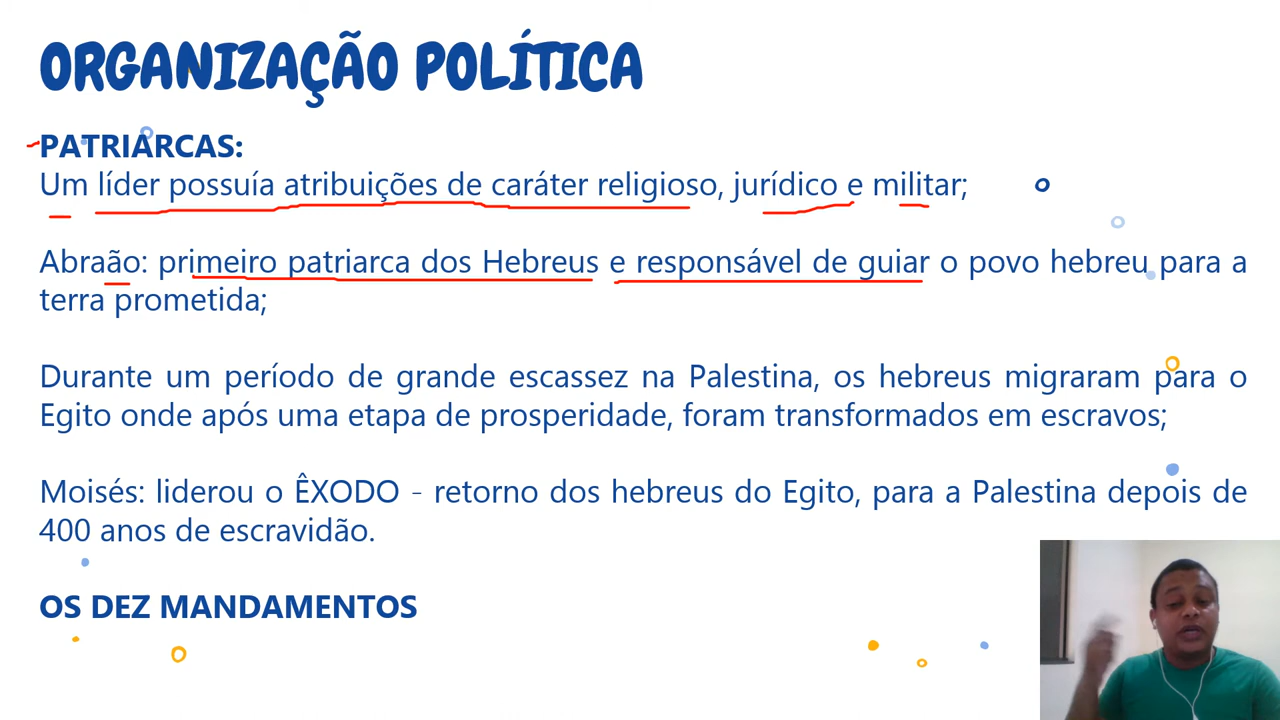 ORGANIZAÇÃO POLÍTICA
PATRIARCAS:
Um líder possuía atribuições de caráter religioso, jurídico e militar;
Abraão: primeiro patriarca dos Hebreus e responsável de guiar o povo hebreu para a
terra prometida;
Durante um período de grande escassez na Palestina, os hebreus migraram para o
Egito onde após uma etapa de prosperidade, foram transformados em escravos;
Moisés: liderou o ÊXODO - retorno dos hebreus do Egito, para a Palestina depois de
400 anos de escravidão.
OS DEZ MANDAMENTOS